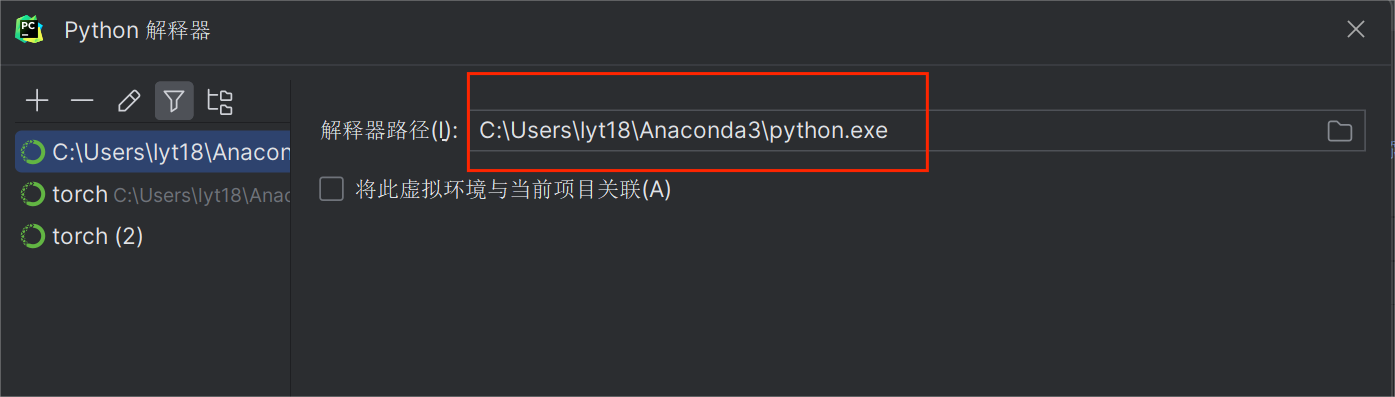 PC Python 解释器
解释器路径(I): C:\Users\lyt18\Anaconda3\python.exe
C:\Users\lyt18\Anacon
将此虚拟环境与当前项目关联(A)
torch C:\Users\lyt18\Anac
torch (2)